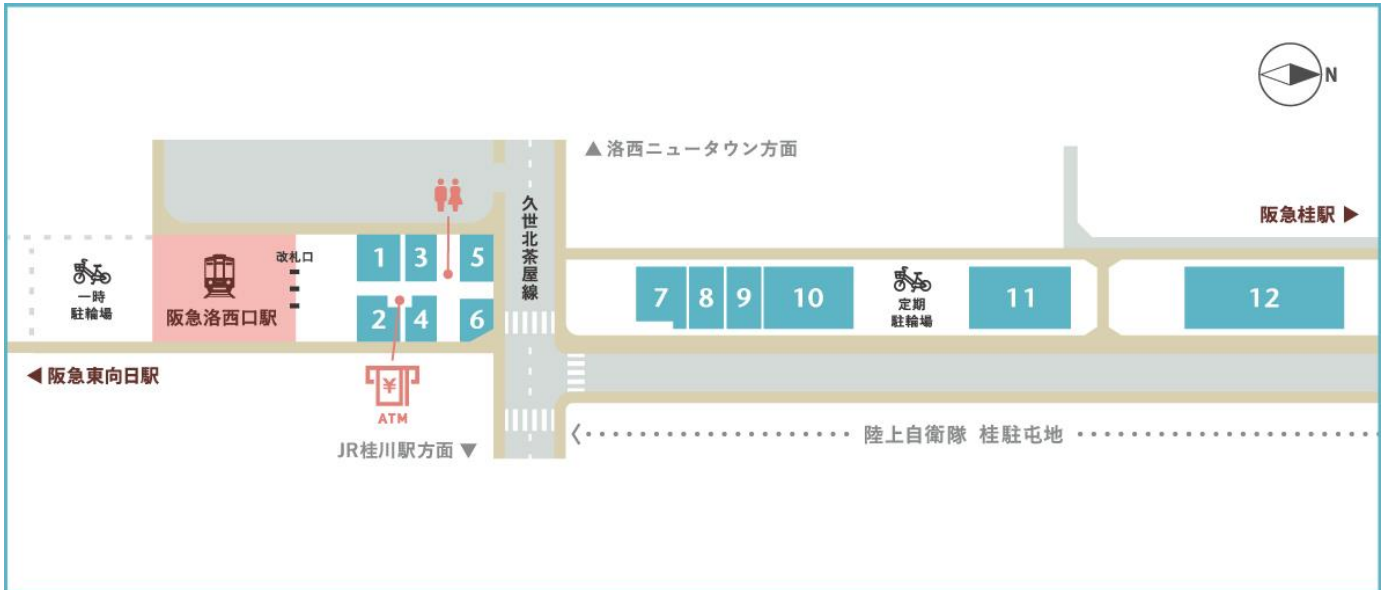 N
▲ 洛西ニュータウン方面
久世北茶屋線
阪急桂駅 ▶
改札口
1
3
5
一時
駐輪場
阪急洛西口駅
2
4
6
7
8
9
10
定期
駐輪場
11
12
◀ 阪急東向日駅
¥
ATM
JR桂川駅方面 ▼
陸上自衛隊 桂駐屯地